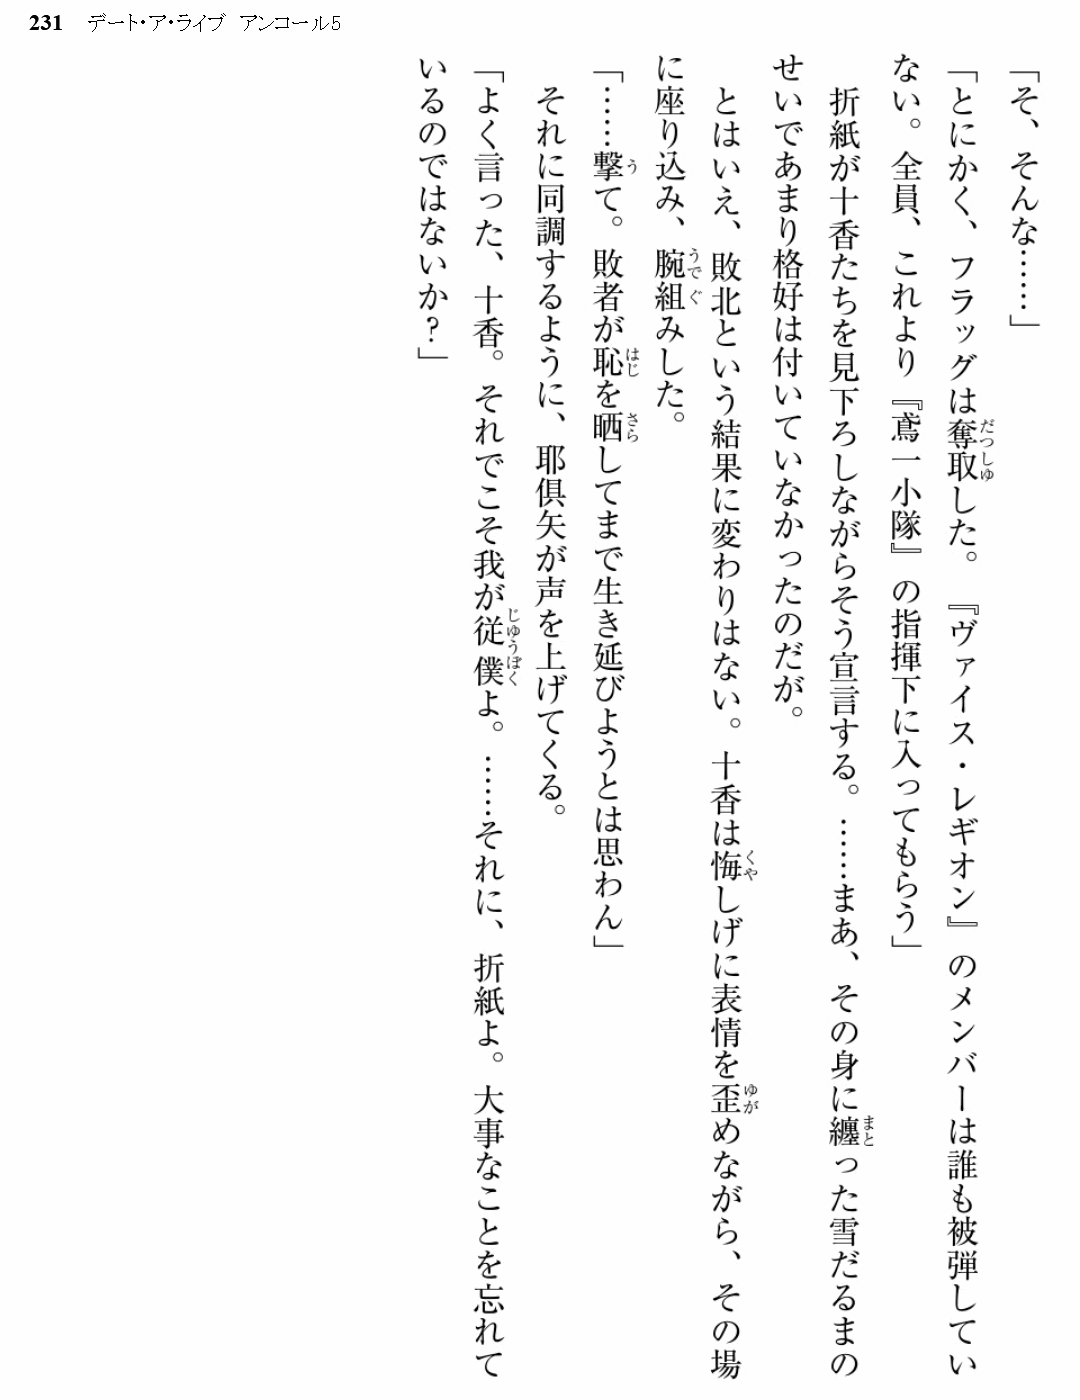 231 デート・ア・ライブ アンコール5
「そ、そんな……」
「とにかく、フラッグは奪取した。『ヴァイス・レギオン』のメンバーは誰も被弾してい
ない。全員、これより『鳶一小隊』の指揮下に入ってもらう」
　折紙が十香たちを見下ろしながらそう宣言する。……まあ、その身に纏った雪だるまの
せいであまり格好は付いていなかったのだが。
　とはいえ、敗北という結果に変わりはない。十香は悔しげに表情を歪めながら、その場
に座り込み、腕組みした。
「……撃て。敗者が恥を晒してまで生き延びようとは思わん」
　それに同調するように、耶倶矢が声を上げてくる。
「よく言った、十香。それでこそ我が従僕よ。……それに、折紙よ。大事なことを忘れて
いるのではないか？」